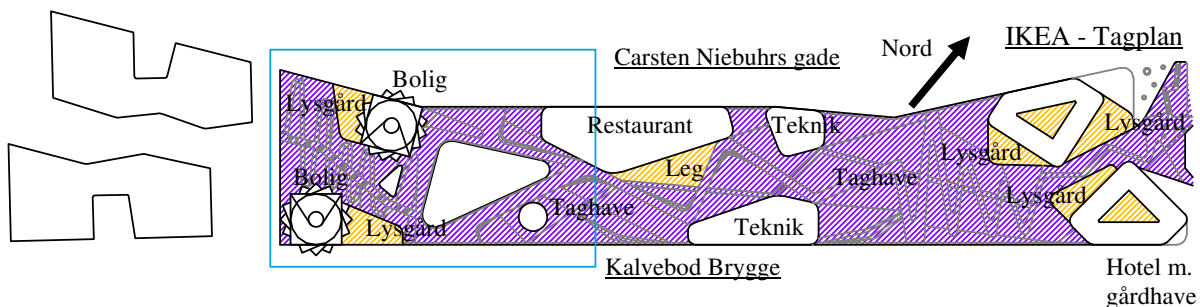 IKEA - Tagplan
Carsten Niebuhrs gade
Nord
Bolig
Lysgård
Restaurant
Teknik
Lysgård
Lysgård
Leg
Taghave
Bolig
Lysgård
Taghave
Lysgård
Teknik
Kalvebod Brygge
Hotel m.
gårdhave